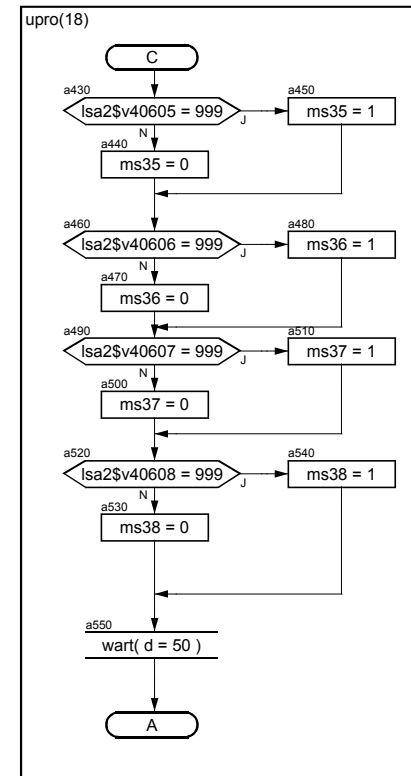 upro(18)
C
a430
lsa2$v40605 = 999
J
N
a450
ms35 = 1
a440
ms35 = 0
a460
lsa2$v40606 = 999
J
N
a480
ms36 = 1
a470
ms36 = 0
a490
lsa2$v40607 = 999
J
N
a510
ms37 = 1
a500
ms37 = 0
a520
lsa2$v40608 = 999
J
N
a540
ms38 = 1
a530
ms38 = 0
a550
wart( d = 50 )
A